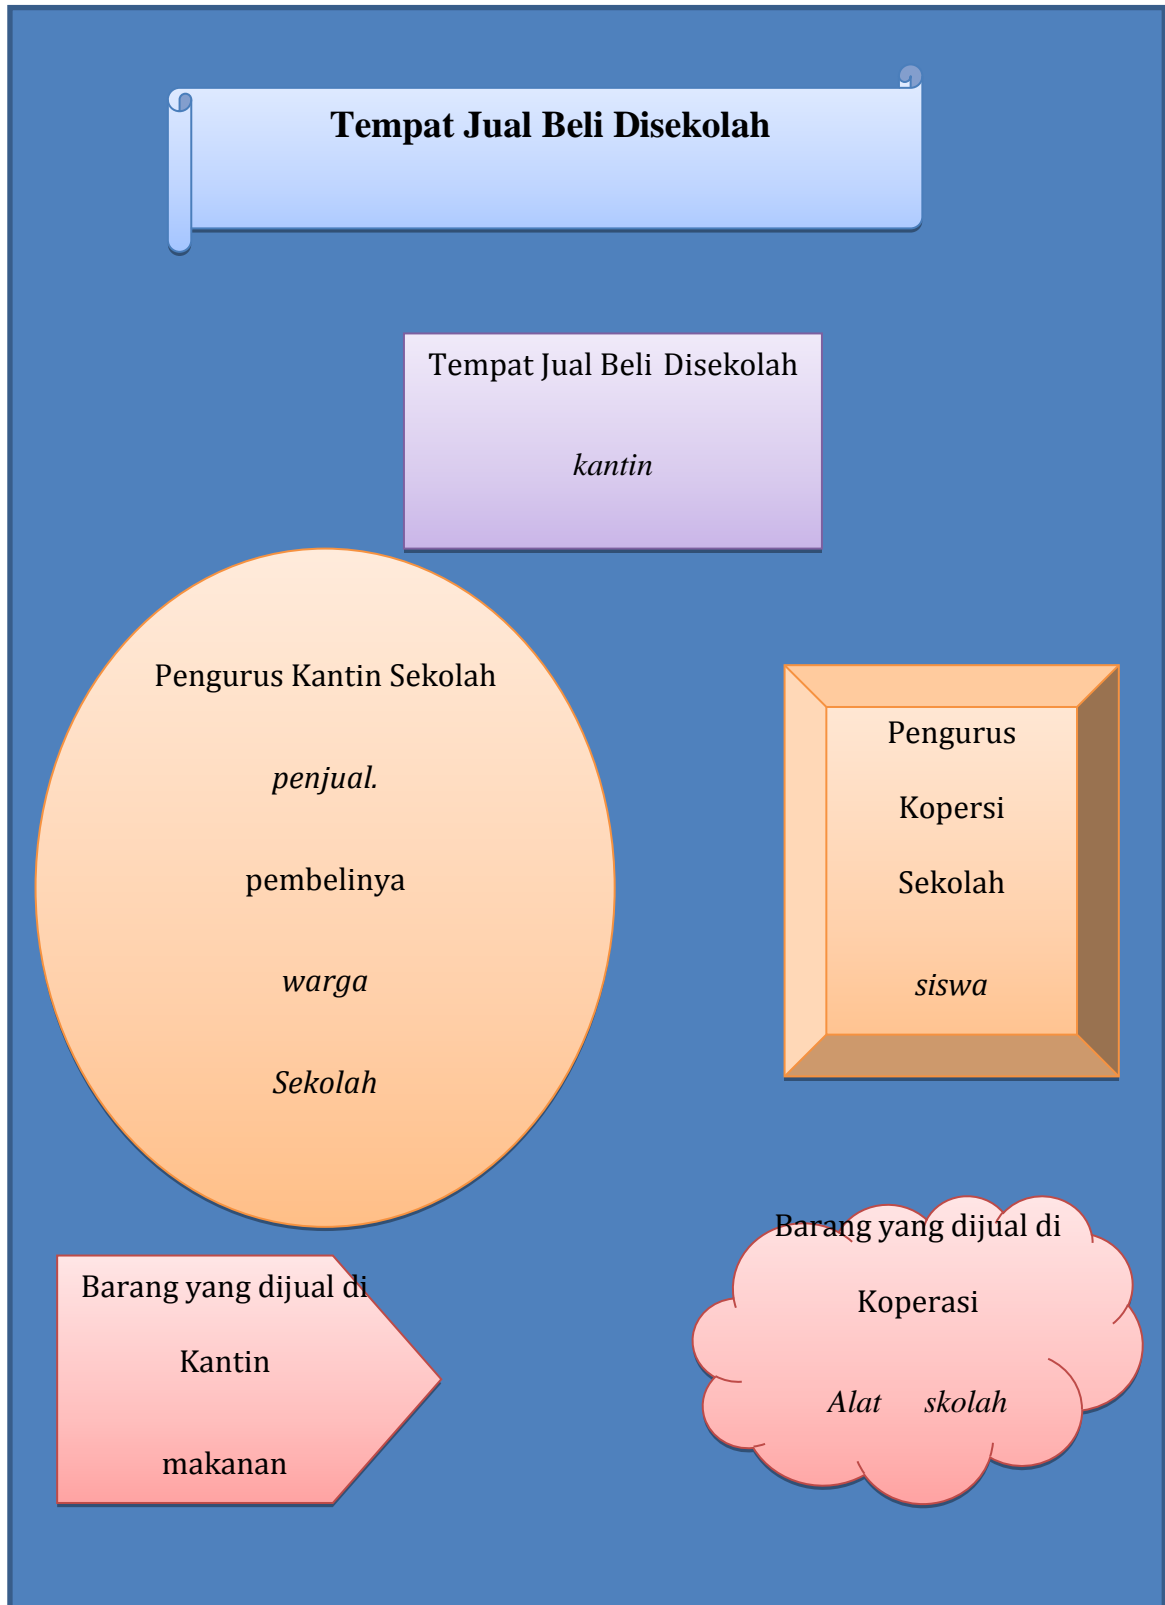 Tempat Jual Beli Disekolah
Tempat Jual Beli Disekolah
kantin
Pengurus Kantin Sekolah
penjual.
pembelinya
warga
Sekolah
Pengurus
Kopersi
Sekolah
siswa
Barang yang dijual di
Kantin
makanan
Barang yang dijual di
Koperasi
Alat skolah